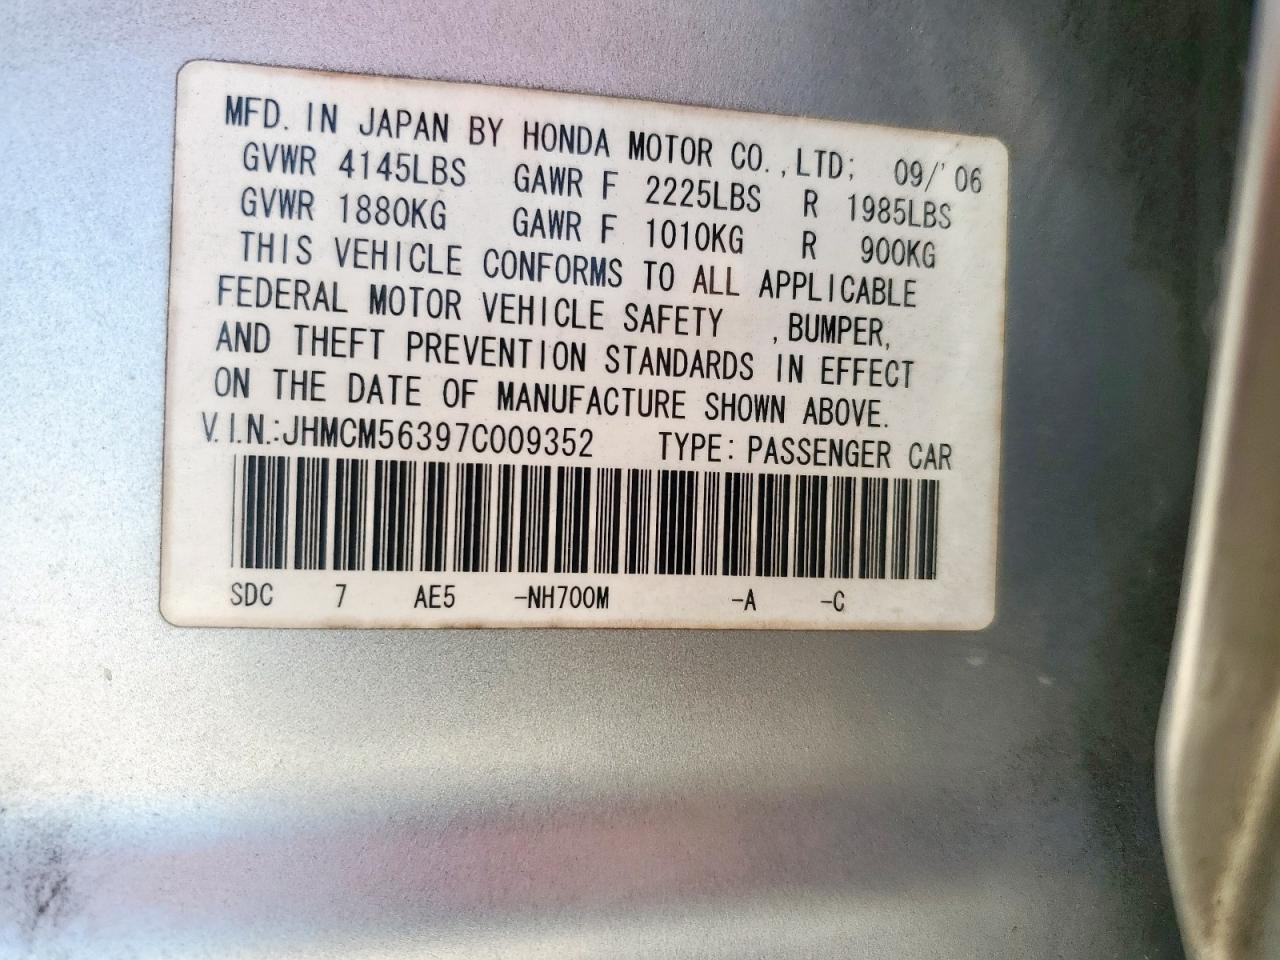 MFD. IN JAPAN BY HONDA MOTOR CO.,LTD; 09/'06
GVWR 4145LBS GAWR F 2225LBS R 1985LBS
GVWR 1880KG GAWR F 1010KG R 900KG
THIS VEHICLE CONFORMS TO ALL APPLICABLE
FEDERAL MOTOR VEHICLE SAFETY ,BUMPER,
AND THEFT PREVENTION STANDARDS IN EFFECT
ON THE DATE OF MANUFACTURE SHOWN ABOVE.
V.I.N.:JHMCM56397C009352 TYPE: PASSENGER CAR
SDC 7 AE5 -NH700M -A -C